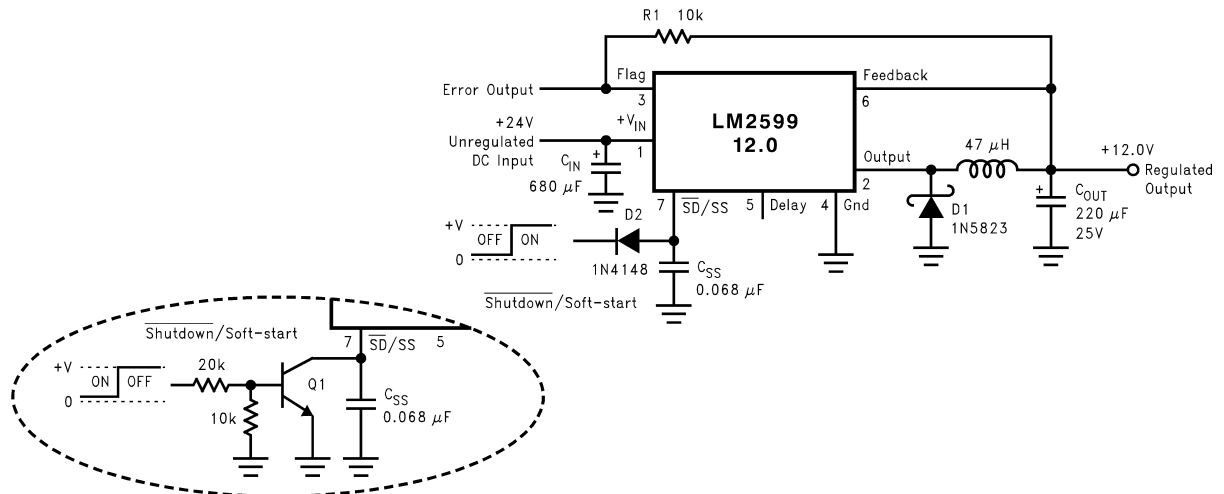 R1 10k
Error Output
Flag
3
Feedback
6
+24V
Unregulated
DC Input
+V_IN
1
LM2599
12.0
C_IN
680 μF
+
Output
2
47 μH
+12.0V
Regulated
Output
7
SD/SS
5
Delay
4
Gnd
D1
1N5823
+
C_OUT
220 μF
25V
+V
OFF
ON
0
D2
1N4148
C_SS
0.068 μF
Shutdown/Soft-start
Shutdown/Soft-start
7
SD/SS
5
+V
ON
OFF
0
20k
10k
Q1
C_SS
0.068 μF